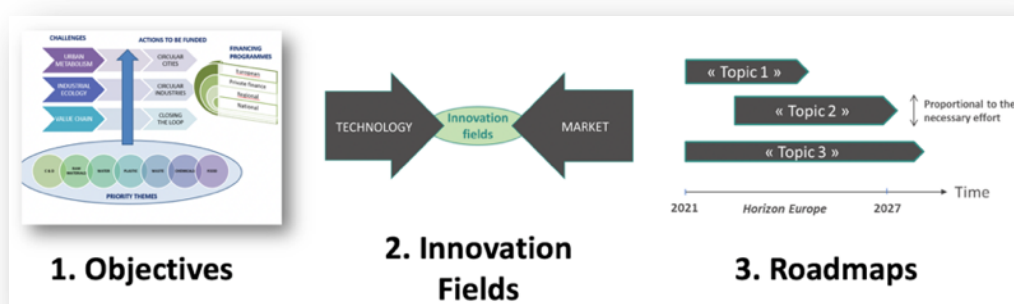 CHALLENGES
ACTIONS TO BE FUNDED
FINANCING
PROGRAMMES
URBAN
METABOLISM
CIRCULAR
CITIES
INDUSTRIAL
ECOLOGY
CIRCULAR
INDUSTRIES
VALUE CHAIN
CLOSING
THE LOOP
European
Private finance
Regional
National
C & D
RAW
MATERIALS
WATER
PLASTIC
WASTE
CHEMICALS
FOOD
PRIORITY THEMES
1. Objectives
TECHNOLOGY
Innovation
fields
MARKET
2. Innovation
Fields
« Topic 1 »
« Topic 2 »
Proportional to the
necessary effort
« Topic 3 »
Time
2021
Horizon Europe
2027
3. Roadmaps